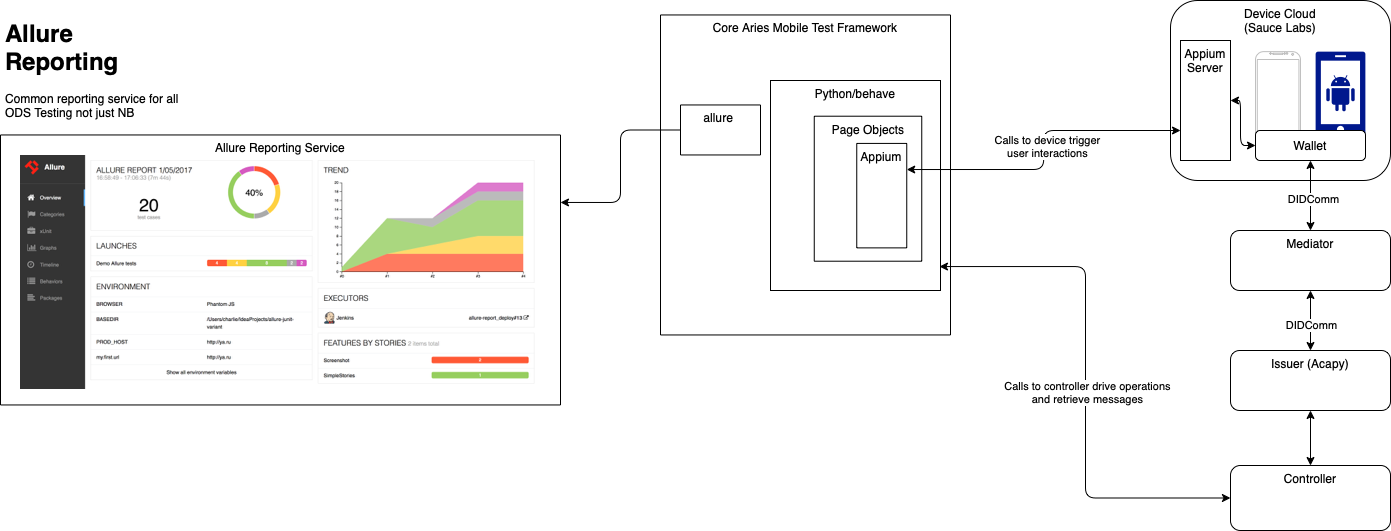 Allure
Reporting
Common reporting service for all
ODS Testing not just NB
Allure Reporting Service
Allure
Overview
Categories
xUnit
Graphs
Timeline
Behaviors
Packages
ALLURE REPORT 1/05/2017
16:58:49 - 17:06:33 (7m 44s)
20
test cases
40%
LAUNCHES
Demo Allure tests
4 4 8 2 2
ENVIRONMENT
BROWSER Phantom.JS
BASEDIR /Users/charlie/IdeaProjects/allure-junit-
variant
PROD_HOST http://ya.ru
my.first.url http://ya.ru
Show all environment variables
TREND
20
18
16
14
12
10
8
6
4
2
0
#0 #1 #2 #3 #4
EXECUTORS
Jenkins allure-report_deploy#13
FEATURES BY STORIES 2 items total
Screenshot 2
SimpleStories 1
Core Aries Mobile Test Framework
allure
Python/behave
Page Objects
Appium
Calls to device trigger
user interactions
Calls to controller drive operations
and retrieve messages
Device Cloud
(Sauce Labs)
Appium
Server
Wallet
DIDComm
Mediator
DIDComm
Issuer (Acapy)
Controller